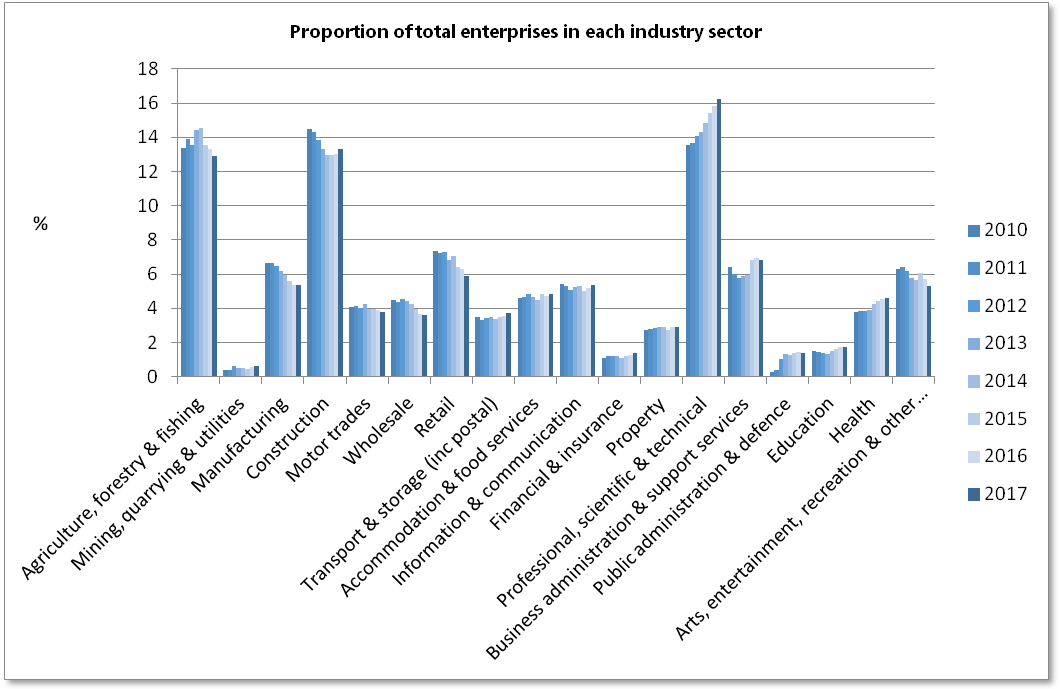 Proportion of total enterprises in each industry sector
18
16
14
12
10
8
6
4
2
0
%
Agriculture, forestry & fishing
Mining, quarrying & utilities
Manufacturing
Construction
Motor trades
Wholesale
Retail
Transport & storage (inc postal)
Accommodation & food services
Information & communication
Financial & insurance
Property
Professional, scientific & technical
Business administration & support services
Public administration & defence
Education
Health
Arts, entertainment, recreation & other...
2010
2011
2012
2013
2014
2015
2016
2017